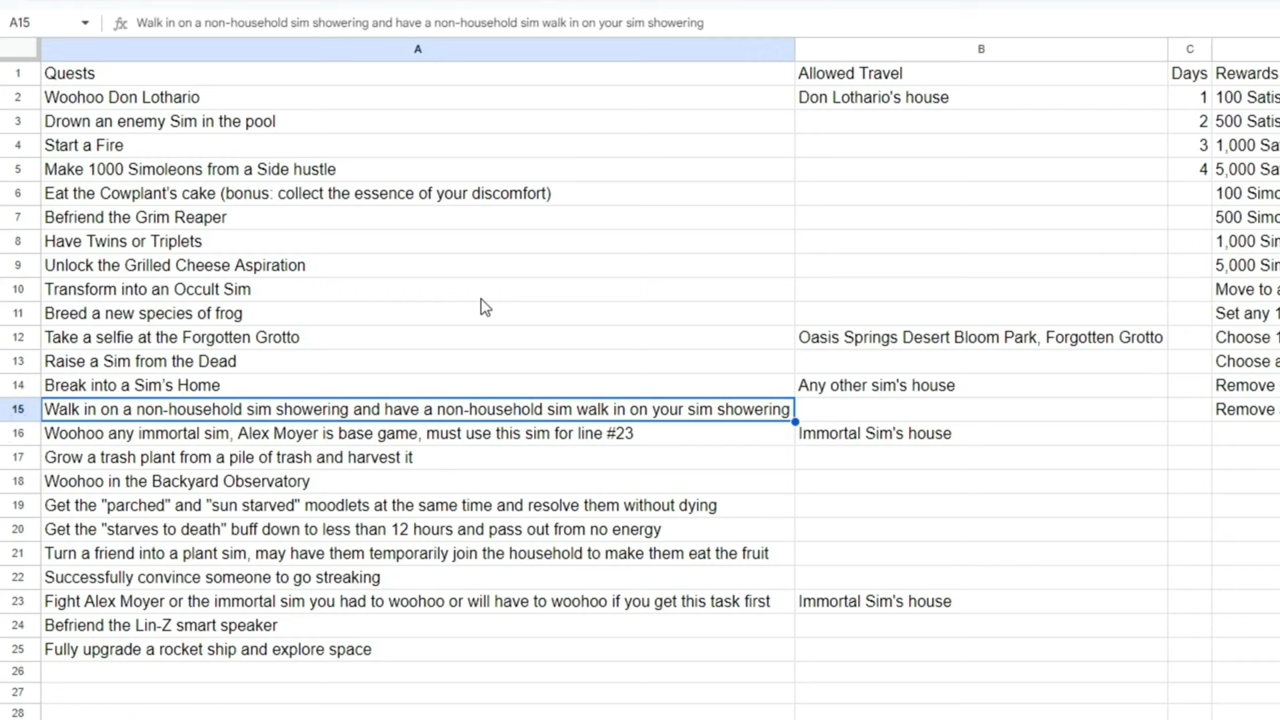 A15 fx Walk in on a non-household sim showering and have a non-household sim walk in on your sim showering
A B C
1 Quests Allowed Travel Days Rewards
2 Woohoo Don Lothario Don Lothario's house 1 100 Satis
3 Drown an enemy Sim in the pool 2 500 Satis
4 Start a Fire 3 1,000 Sa
5 Make 1000 Simoleons from a Side hustle 4 5,000 Sa
6 Eat the Cowplant's cake (bonus: collect the essence of your discomfort) 100 Simo
7 Befriend the Grim Reaper 500 Simo
8 Have Twins or Triplets 1,000 Sim
9 Unlock the Grilled Cheese Aspiration 5,000 Sim
10 Transform into an Occult Sim Move to a
11 Breed a new species of frog Set any 1
12 Take a selfie at the Forgotten Grotto Oasis Springs Desert Bloom Park, Forgotten Grotto Choose 1
13 Raise a Sim from the Dead Choose a
14 Break into a Sim's Home Any other sim's house Remove
15 Walk in on a non-household sim showering and have a non-household sim walk in on your sim showering Remove
16 Woohoo any immortal sim, Alex Moyer is base game, must use this sim for line #23 Immortal Sim's house
17 Grow a trash plant from a pile of trash and harvest it
18 Woohoo in the Backyard Observatory
19 Get the "parched" and "sun starved" moodlets at the same time and resolve them without dying
20 Get the "starves to death" buff down to less than 12 hours and pass out from no energy
21 Turn a friend into a plant sim, may have them temporarily join the household to make them eat the fruit
22 Successfully convince someone to go streaking
23 Fight Alex Moyer or the immortal sim you had to woohoo or will have to woohoo if you get this task first Immortal Sim's house
24 Befriend the Lin-Z smart speaker
25 Fully upgrade a rocket ship and explore space
26
27
28